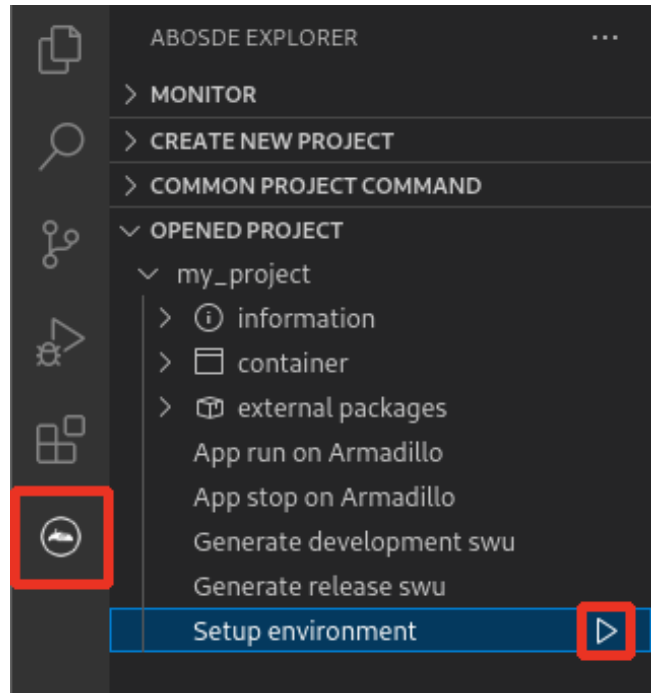 ABOSDE EXPLORER
MONITOR
CREATE NEW PROJECT
COMMON PROJECT COMMAND
OPENED PROJECT
my_project
information
container
external packages
App run on Armadillo
App stop on Armadillo
Generate development swu
Generate release swu
Setup environment